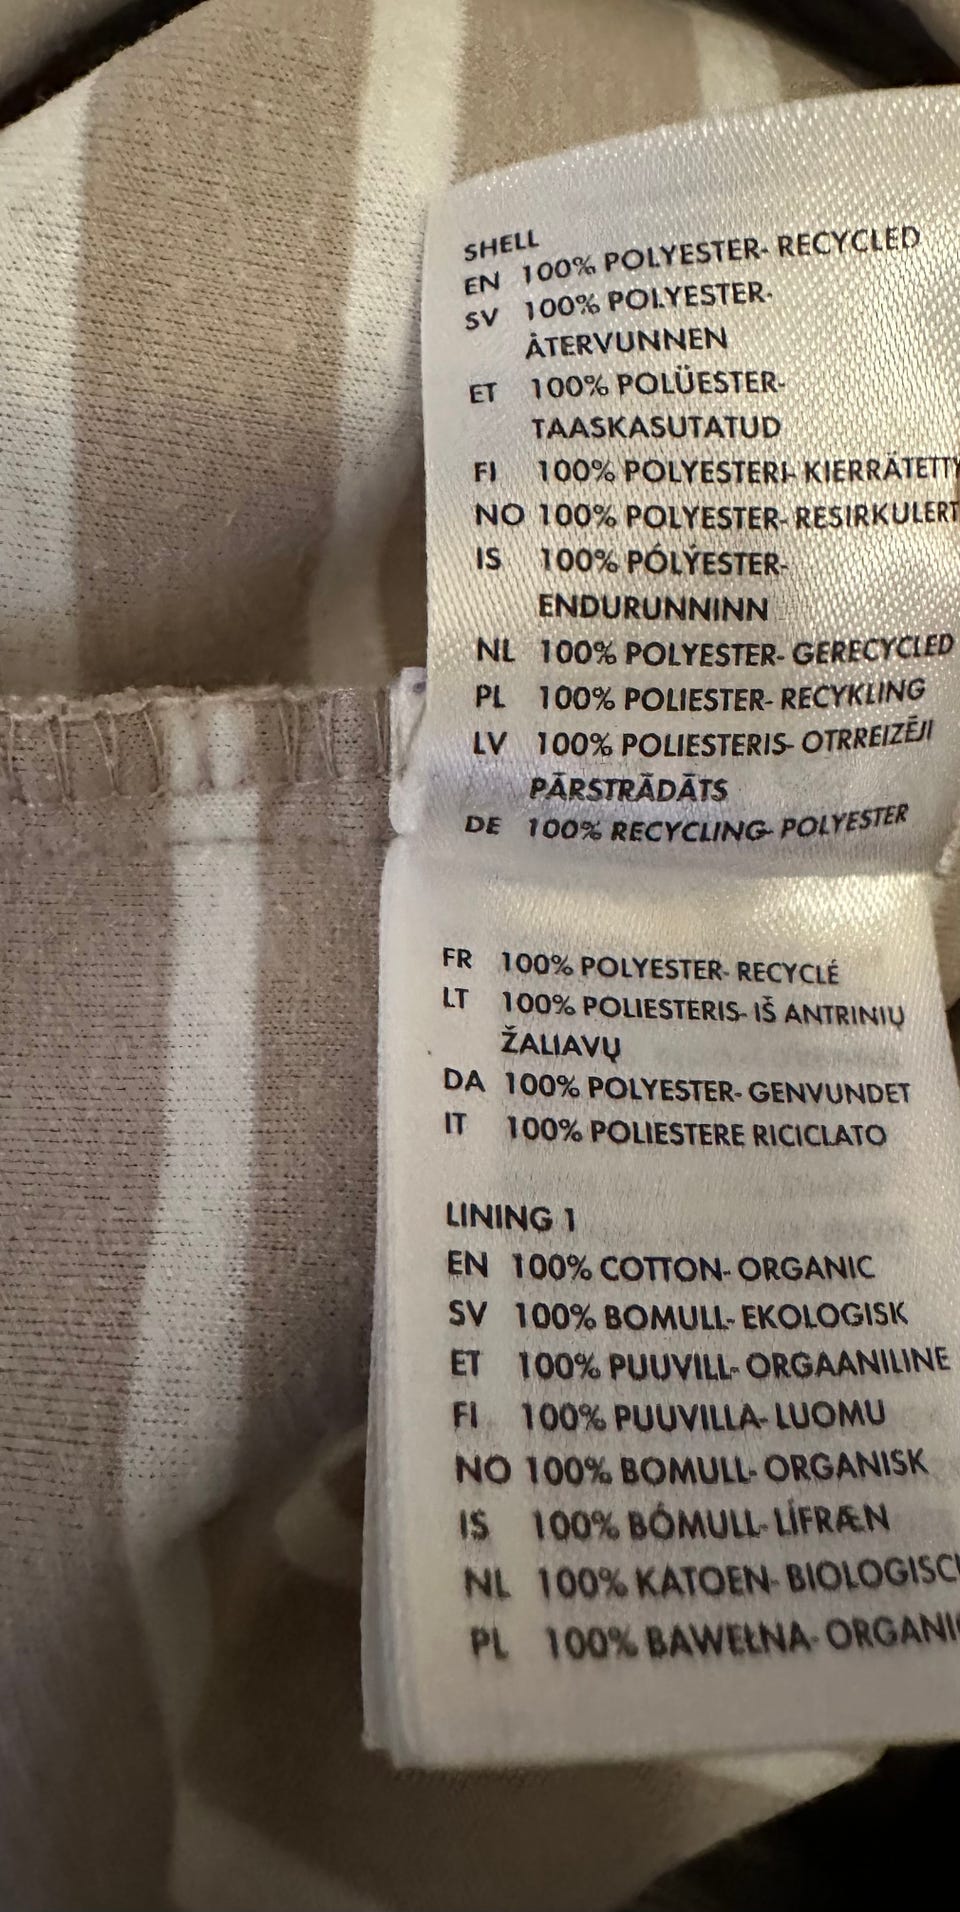 SHELL
EN 100% POLYESTER- RECYCLED
SV 100% POLYESTER-
ÅTERVUNNEN
ET 100% POLÜESTER-
TAASKASUTATUD
FI 100% POLYESTERI- KIERRÄTETTY
NO 100% POLYESTER- RESIRKULERT
IS 100% PÓLÝESTER-
ENDURUNNINN
NL 100% POLYESTER- GERECYCLED
PL 100% POLIESTER- RECYKLING
LV 100% POLIESTERIS- OTRREIZĒJI
PĀRSTRĀDĀTS
DE 100% RECYCLING- POLYESTER
FR 100% POLYESTER- RECYCLÉ
LT 100% POLIESTERIS- IŠ ANTRINIŲ
ŽALIAVŲ
DA 100% POLYESTER- GENVUNDET
IT 100% POLIESTERE RICICLATO
LINING 1
EN 100% COTTON- ORGANIC
SV 100% BOMULL- EKOLOGISK
ET 100% PUUVILL- ORGAANILINE
FI 100% PUUVILLA- LUOMU
NO 100% BOMULL- ORGANISK
IS 100% BÓMULL- LÍFRÆN
NL 100% KATOEN- BIOLOGISC
PL 100% BAWEŁNA- ORGANI